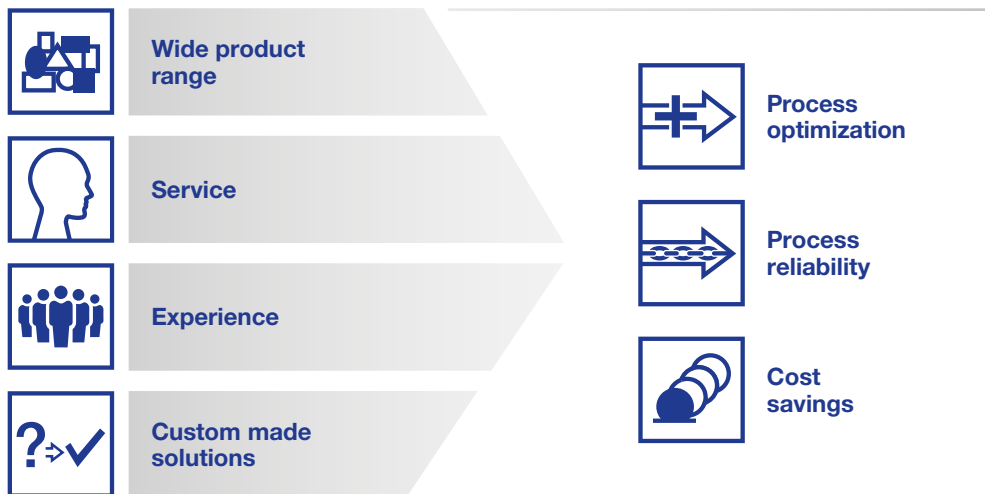 Wide product
range
Service
Experience
?
Custom made
solutions
Process
optimization
Process
reliability
Cost
savings